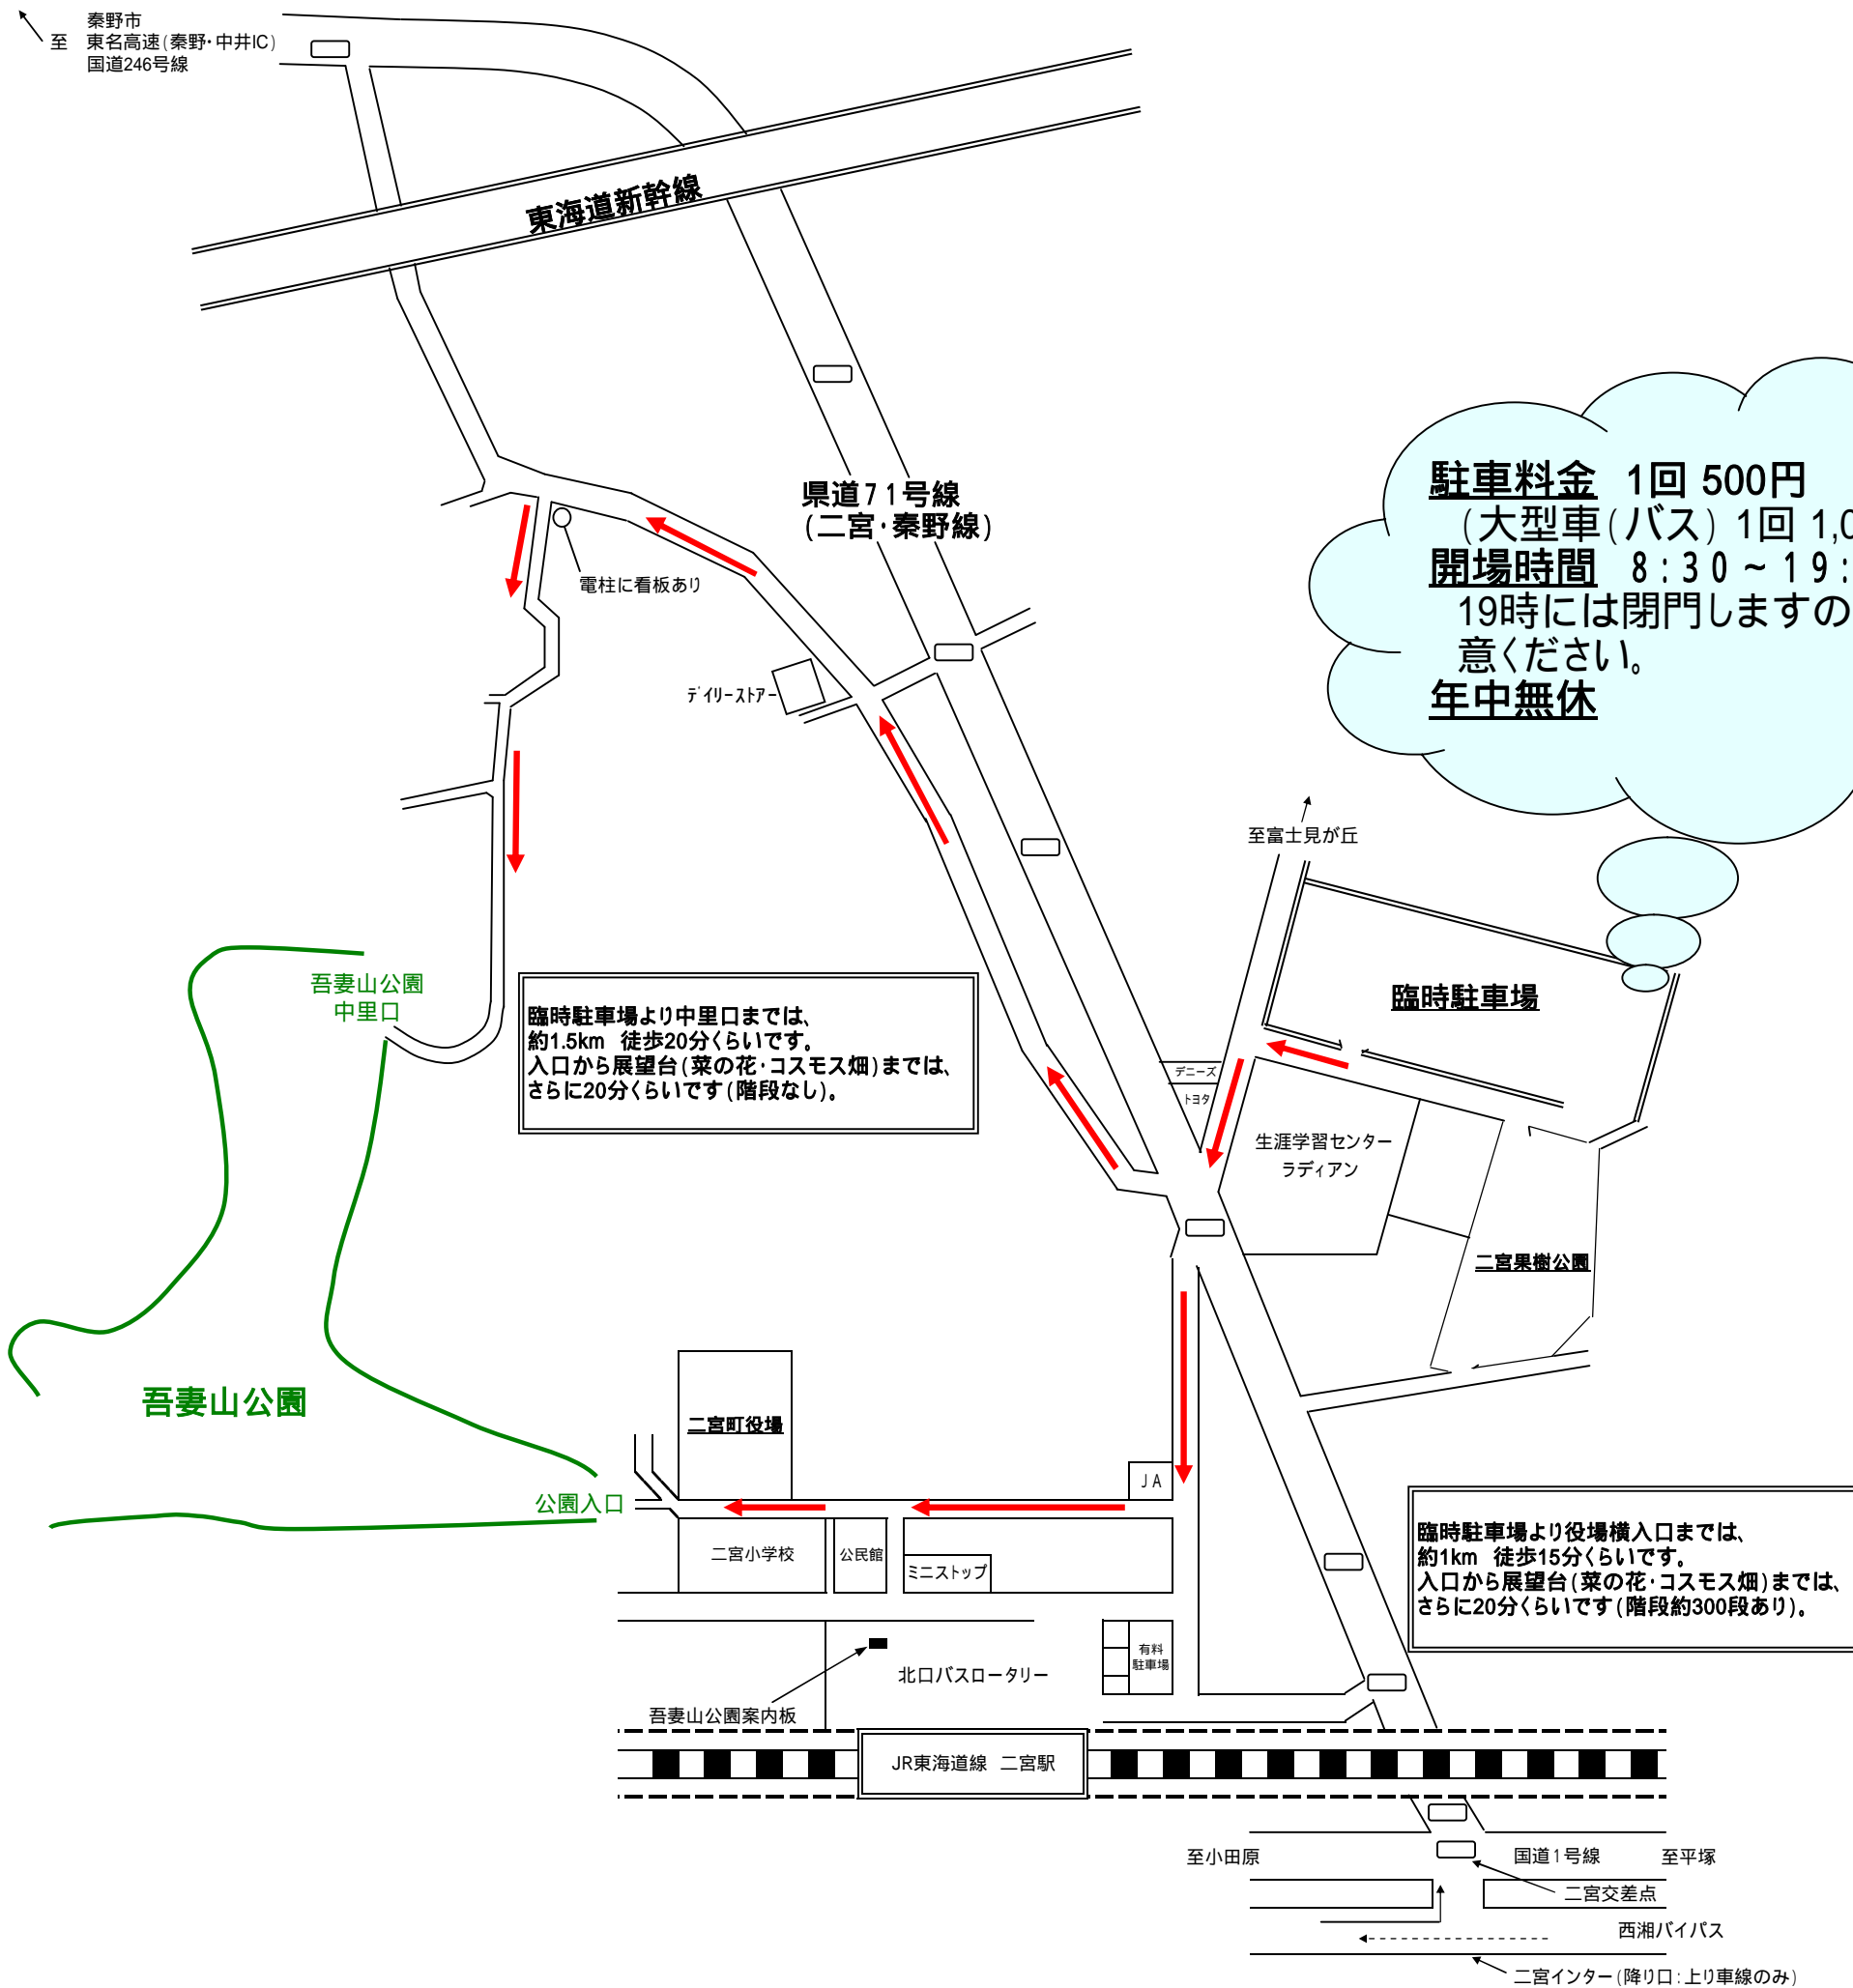 秦野市
至 東名高速(秦野・中井IC)
国道246号線
東海道新幹線
県道71号線
(二宮・秦野線)
駐車料金 1回 500円
(大型車(バス) 1回 1,0
開場時間 8:30~19:
19時には閉門しますの
意ください。
年中無休
電柱に看板あり
デイリーストアー
至富士見が丘
臨時駐車場
吾妻山公園
中里口
臨時駐車場より中里口までは、
約1.5km 徒歩20分くらいです。
入口から展望台(菜の花・コスモス畑)までは、
さらに20分くらいです(階段なし)。
デニーズ
トヨタ
生涯学習センター
ラディアン
二宮果樹公園
吾妻山公園
二宮町役場
JA
公園入口
二宮小学校
公民館
ミニストップ
臨時駐車場より役場横入口までは、
約1km 徒歩15分くらいです。
入口から展望台(菜の花・コスモス畑)までは、
さらに20分くらいです(階段約300段あり)。
有料
駐車場
北口バスロータリー
吾妻山公園案内板
JR東海道線 二宮駅
至小田原
国道1号線
至平塚
二宮交差点
西湘バイパス
二宮インター(降り口:上り車線のみ)